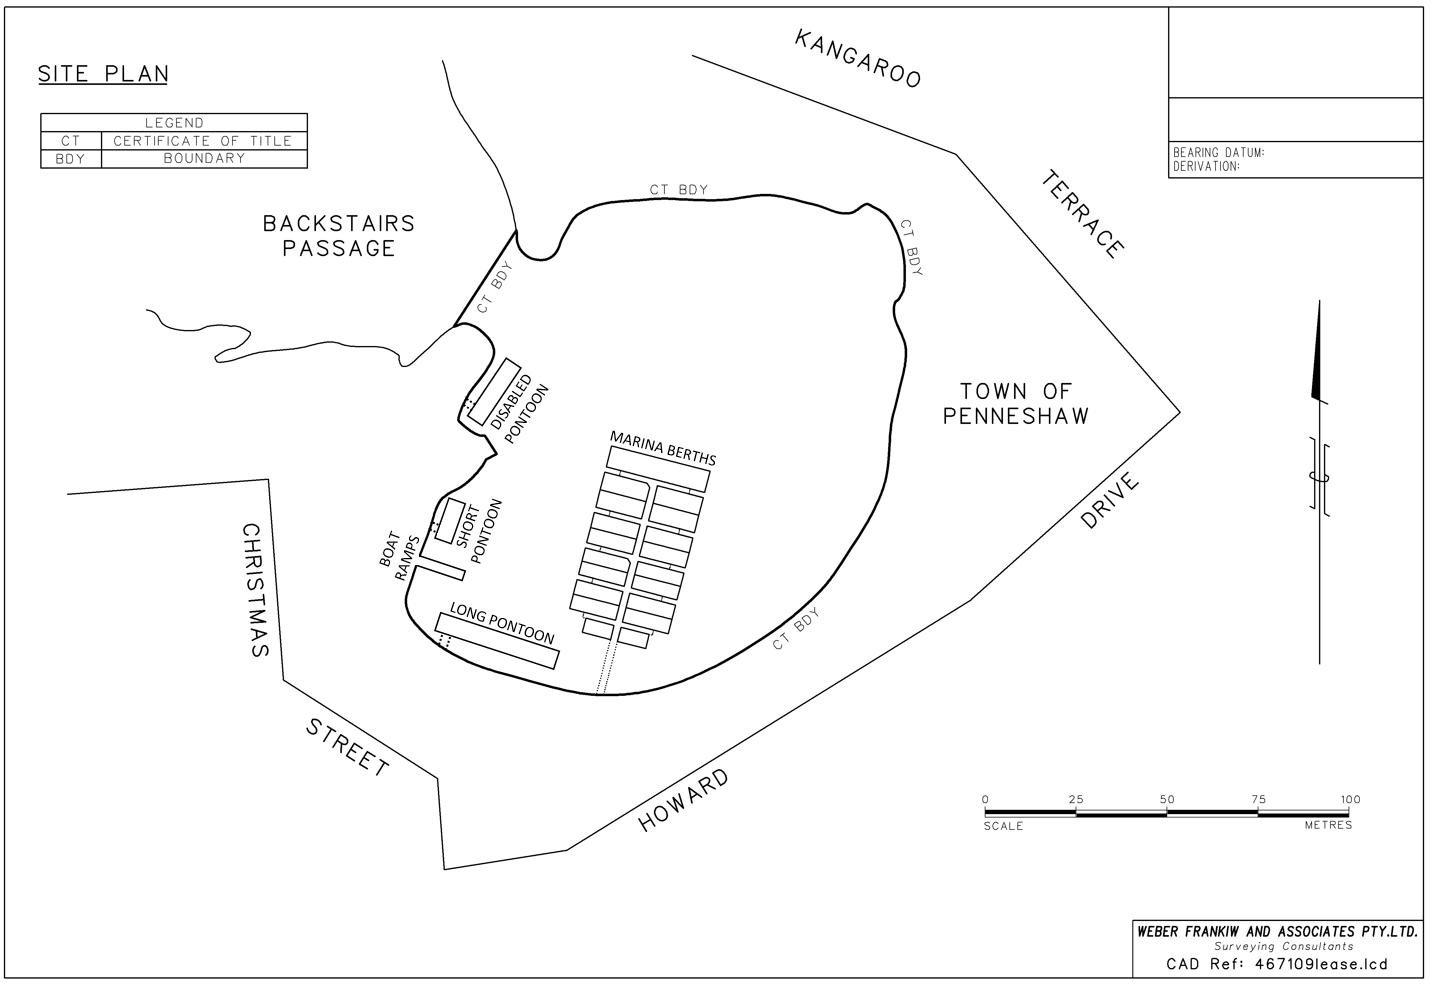 SITE PLAN
LEGEND
CT CERTIFICATE OF TITLE
BDY BOUNDARY
BACKSTAIRS
PASSAGE
KANGAROO
TERRACE
BEARING DATUM:
DERIVATION:
CT BDY
CT BDY
CT BDY
DISABLED
PONTOON
TOWN OF
PENNESHAW
MARINA BERTHS
SHORT
PONTOON
BOAT
RAMPS
LONG PONTOON
CT BDY
CHRISTMAS
STREET
HOWARD
DRIVE
0 25 50 75 100
SCALE METRES
WEBER FRANKIW AND ASSOCIATES PTY.LTD.
Surveying Consultants
CAD Ref: 467109lease.lcd